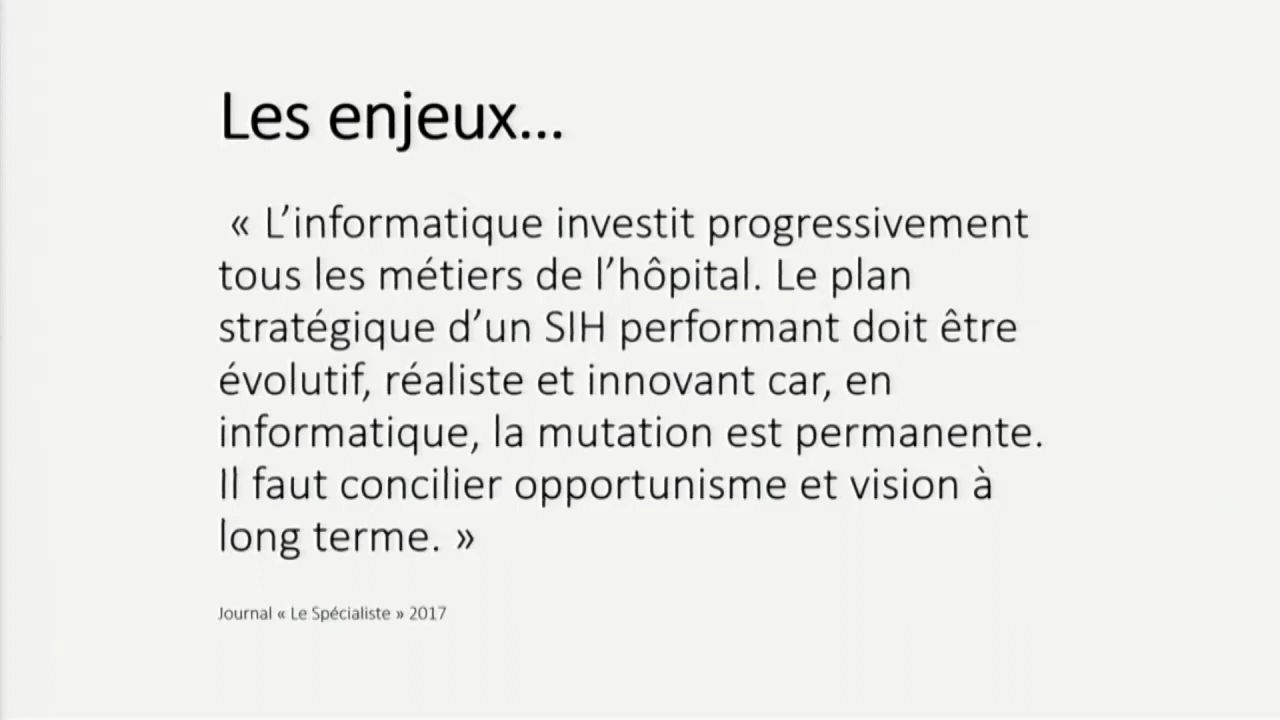 Les enjeux...
« L’informatique investit progressivement
tous les métiers de l’hôpital. Le plan
stratégique d’un SIH performant doit être
évolutif, réaliste et innovant car, en
informatique, la mutation est permanente.
Il faut concilier opportunisme et vision à
long terme. »
Journal « Le Spécialiste » 2017